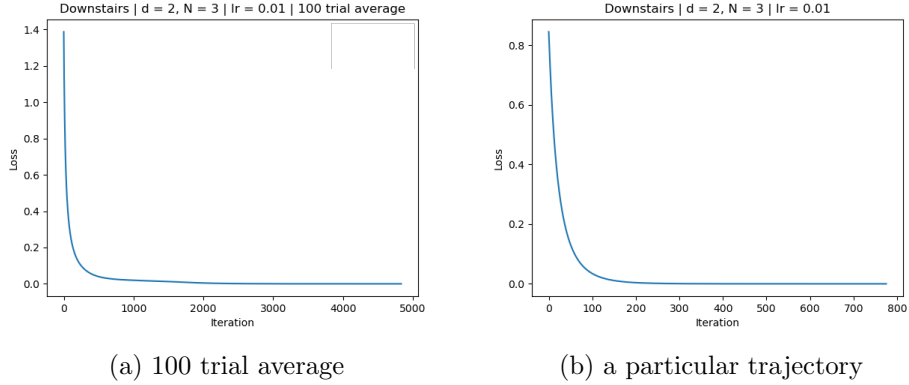 Downstairs | d = 2, N = 3 | lr = 0.01 | 100 trial average
1.4
1.2
1.0
0.8
0.6
0.4
0.2
0.0
Loss
0 1000 2000 3000 4000 5000
Iteration
(a) 100 trial average
Downstairs | d = 2, N = 3 | lr = 0.01
0.8
0.6
0.4
0.2
0.0
Loss
0 100 200 300 400 500 600 700 800
Iteration
(b) a particular trajectory